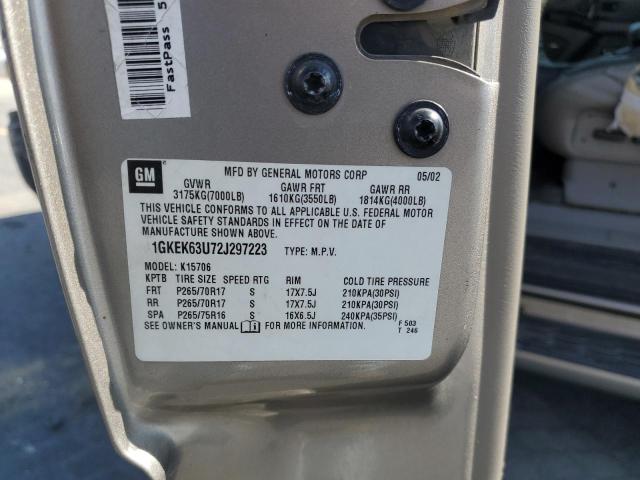 FastPass
GM
MFD BY GENERAL MOTORS CORP 05/02
GVWR GAWR FRT GAWR RR
3175KG(7000LB) 1610KG(3550LB) 1814KG(4000LB)
THIS VEHICLE CONFORMS TO ALL APPLICABLE U.S. FEDERAL MOTOR
VEHICLE SAFETY STANDARDS IN EFFECT ON THE DATE OF
MANUFACTURE SHOWN ABOVE.
1GKEK63U72J297223 TYPE: M.P.V.
MODEL: K15706
KPTB TIRE SIZE SPEED RTG RIM COLD TIRE PRESSURE
FRT P265/70R17 S 17X7.5J 210KPA(30PSI)
RR P265/70R17 S 17X7.5J 210KPA(30PSI)
SPA P265/75R16 S 16X6.5J 240KPA(35PSI)
SEE OWNER'S MANUAL FOR MORE INFORMATION F 503
T 246